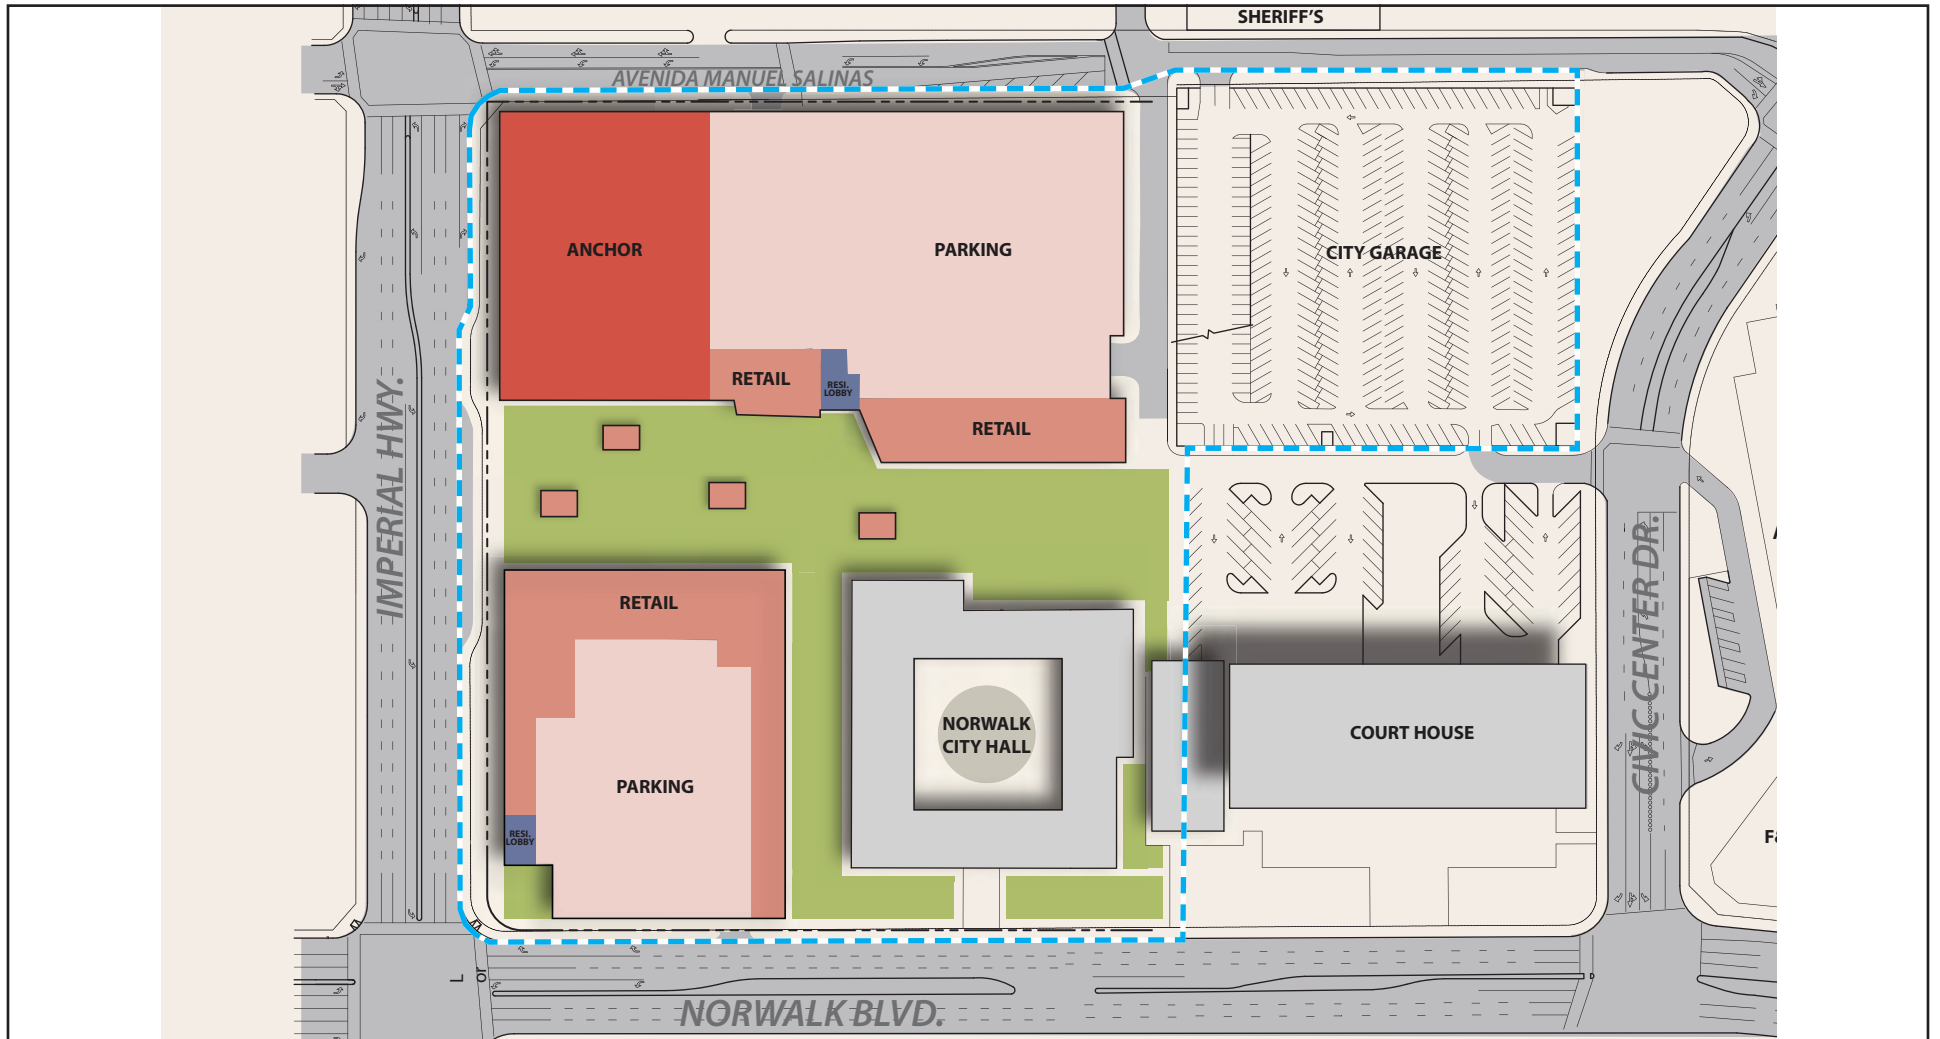 SHERIFF'S
AVENIDA MANUEL SALINAS
ANCHOR
PARKING
CITY GARAGE
RETAIL
RESI.
LOBBY
RETAIL
IMPERIAL HWY.
RETAIL
CIVIC CENTER DR.
NORWALK
CITY HALL
COURT HOUSE
PARKING
RESI.
LOBBY
L
or
NORWALK BLVD.